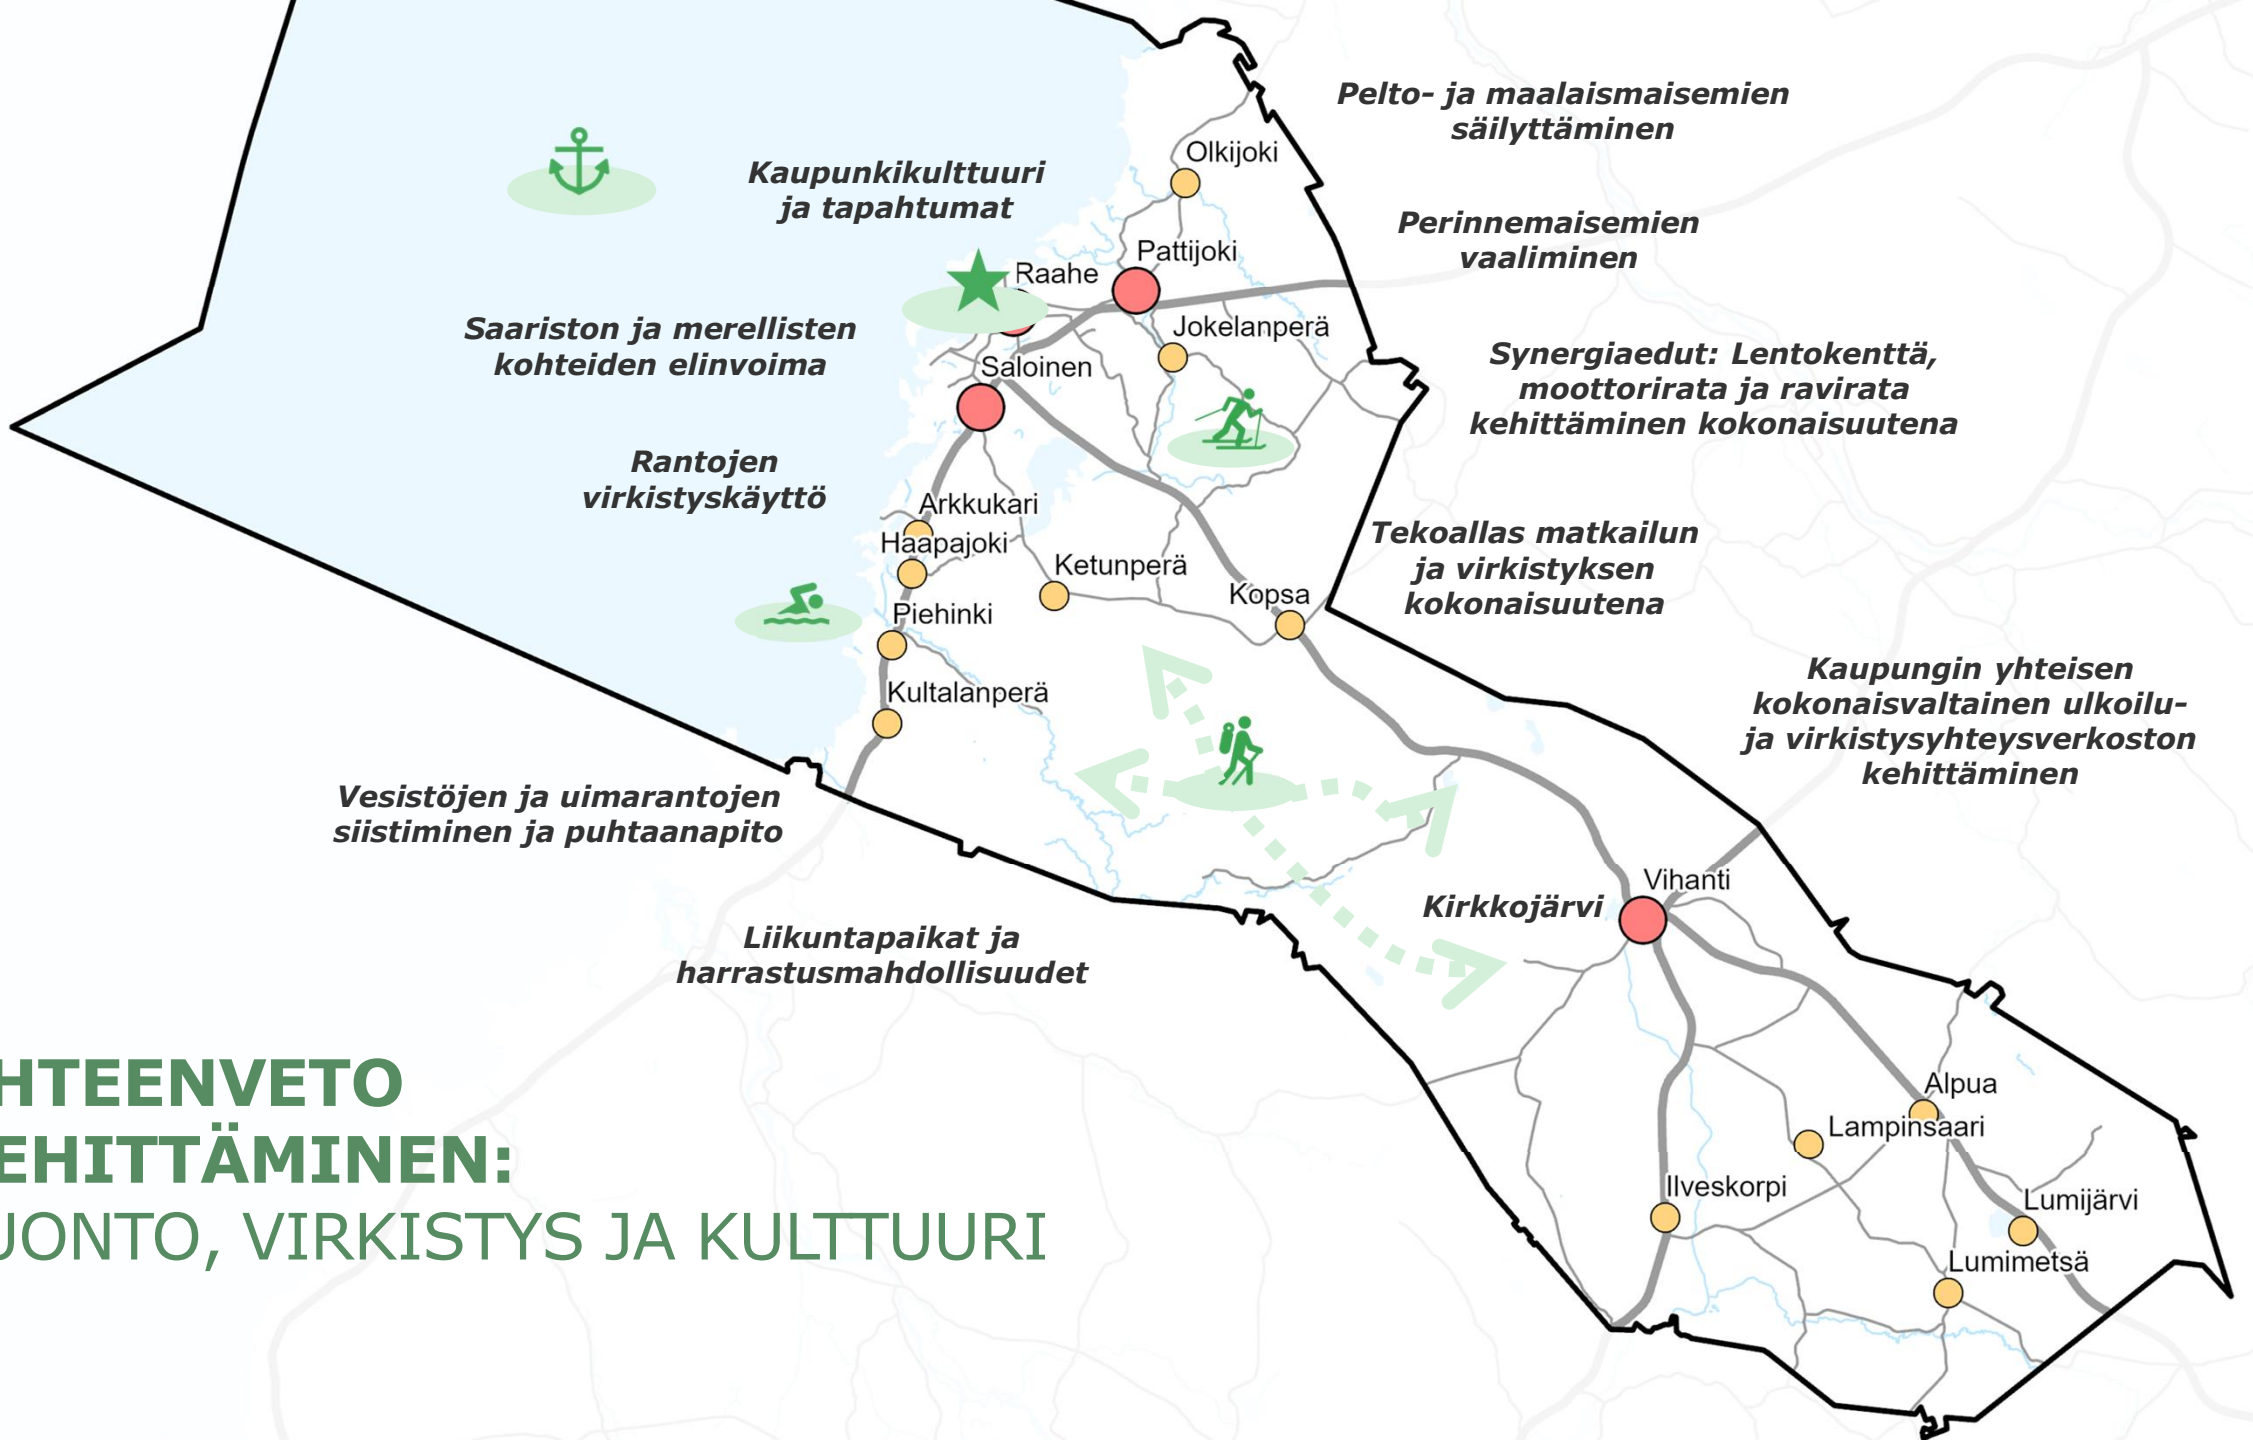 Pelto- ja maalaismaisemien
säilyttäminen
Olkijoki
Kaupunkikulttuuri
ja tapahtumat
Perinnemaisemien
vaaliminen
Pattijoki
Raahe
Saariston ja merellisten
kohteiden elinvoima
Jokelanperä
Synergiaedut: Lentokenttä,
moottorirata ja ravirata
kehittäminen kokonaisuutena
Saloinen
Rantojen
virkistyskäyttö
Arkkukari
Haapajoki
Ketunperä
Tekoallas matkailun
ja virkistyksen
kokonaisuutena
Kopsa
Piehinki
Kultalanperä
Kaupungin yhteisen
kokonaisvaltainen ulkoilu-
ja virkistysyhteysverkoston
kehittäminen
Vesistöjen ja uimarantojen
siistiminen ja puhtaanapito
Vihanti
Kirkkojärvi
Liikuntapaikat ja
harrastusmahdollisuudet
HTEENVETO
EHITTÄMINEN:
UONTO, VIRKISTYS JA KULTTUURI
Alpua
Lampinsaari
Ilveskorpi
Lumijärvi
Lumimetsä